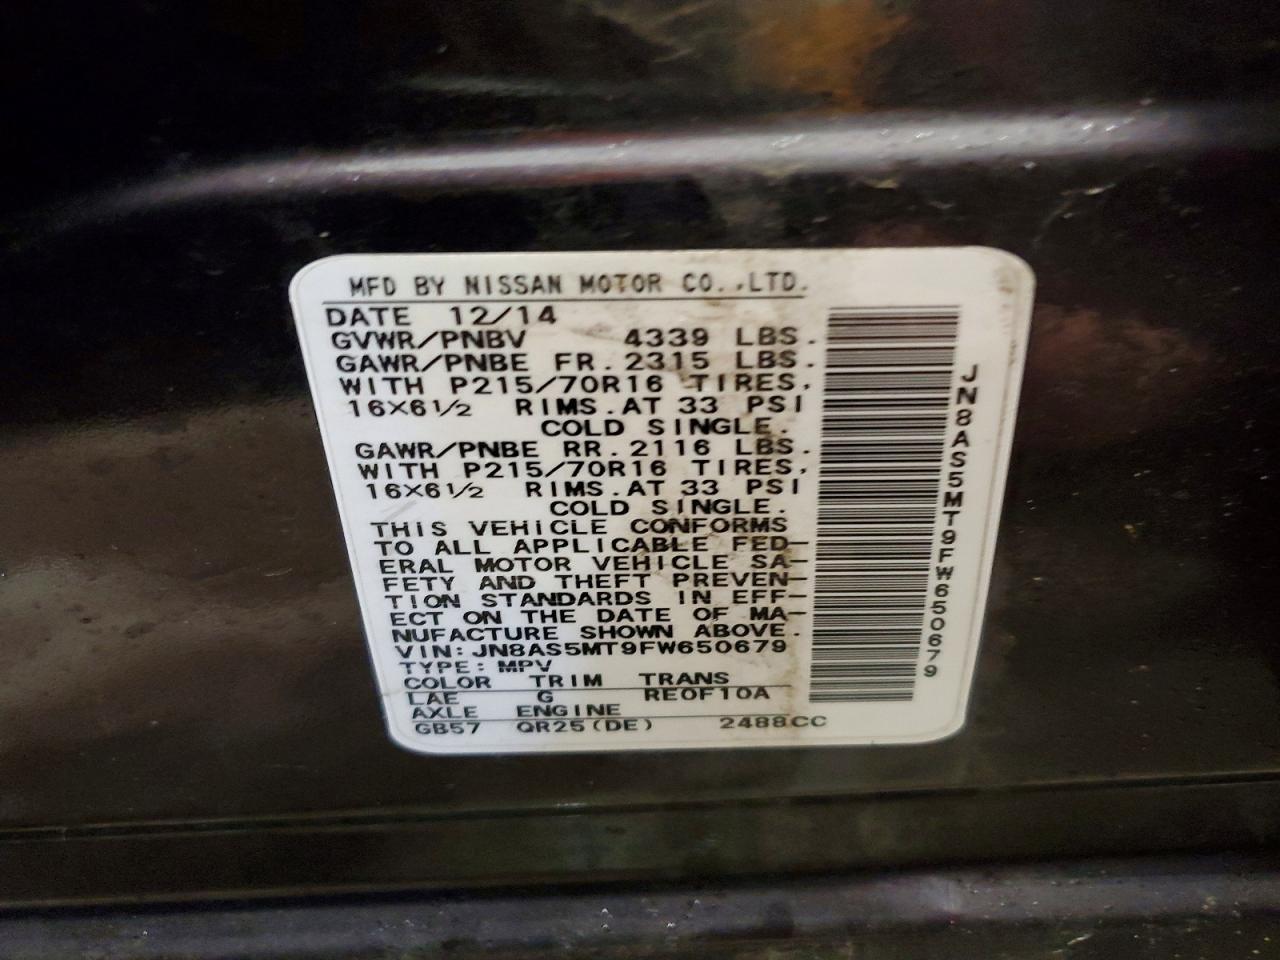 MFD BY NISSAN MOTOR CO.,LTD.
DATE 12/14
GVWR/PNBV 4339 LBS.
GAWR/PNBE FR. 2315 LBS.
WITH P215/70R16 TIRES,
16X6 1/2 RIMS. AT 33 PSI
COLD SINGLE.
GAWR/PNBE RR. 2116 LBS.
WITH P215/70R16 TIRES,
16X6 1/2 RIMS. AT 33 PSI
COLD SINGLE.
THIS VEHICLE CONFORMS
TO ALL APPLICABLE FED-
ERAL MOTOR VEHICLE SA-
FETY AND THEFT PREVEN-
TION STANDARDS IN EFF-
ECT ON THE DATE OF MA-
NUFACTURE SHOWN ABOVE.
VIN: JN8AS5MT9FW650679
TYPE: MPV
COLOR TRIM TRANS
LAE G RE0F10A
AXLE ENGINE
GB57 QR25(DE) 2488CC
JN8AS5MT9FW650679